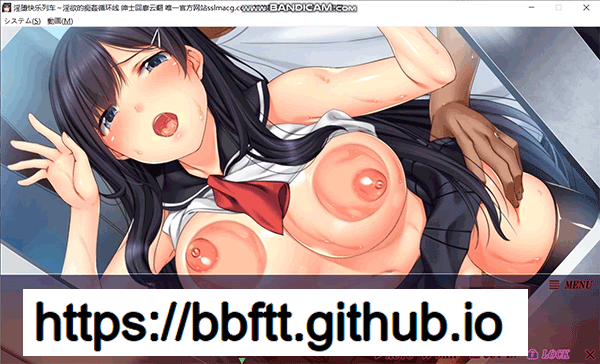 淫堕快乐列车~淫欲的痴姦循环线 绅士回廊云翻 唯一官方网站sslmacg.c
WWW.BANDICAM.COM
システム(S) 動画(M)
MENU
https://bbftt.github.io
LOCK